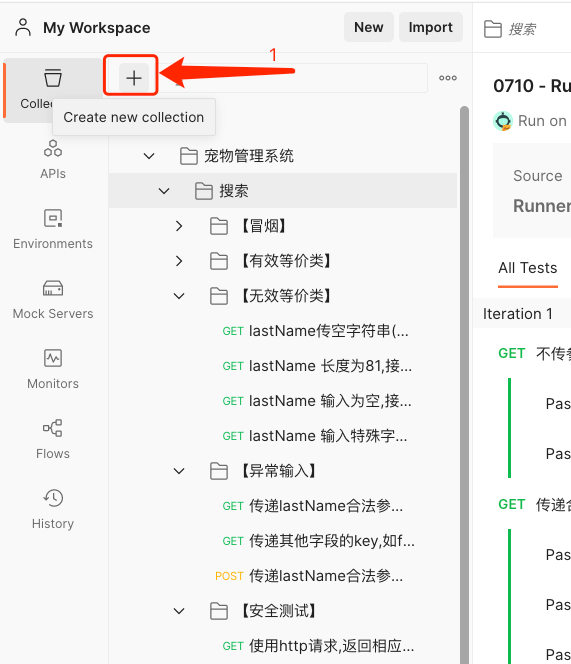 My Workspace
New
Import
搜索
1
Create new collection
0710 - Ru
Run on
Source
Runner
All Tests
Iteration 1
GET 不传参
Pas
Pas
GET 传递合
Pas
Pas
Pas
APIs
Environments
Mock Servers
Monitors
Flows
History
宠物管理系统
搜索
【冒烟】
【有效等价类】
【无效等价类】
GET lastName传空字符串(...
GET lastName 长度为81,接...
GET lastName 输入为空,接...
GET lastName 输入特殊字...
【异常输入】
GET 传递lastName合法参...
GET 传递其他字段的key,如f...
POST 传递lastName合法参...
【安全测试】
GET 使用http请求,返回相应...